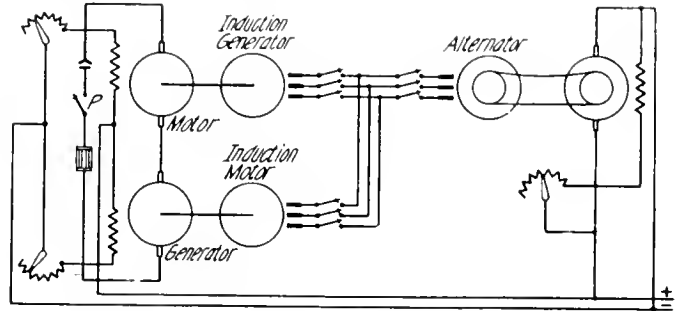 Induction
Generator
Alternator
P
Motor
Induction
Motor
Generator
+
=